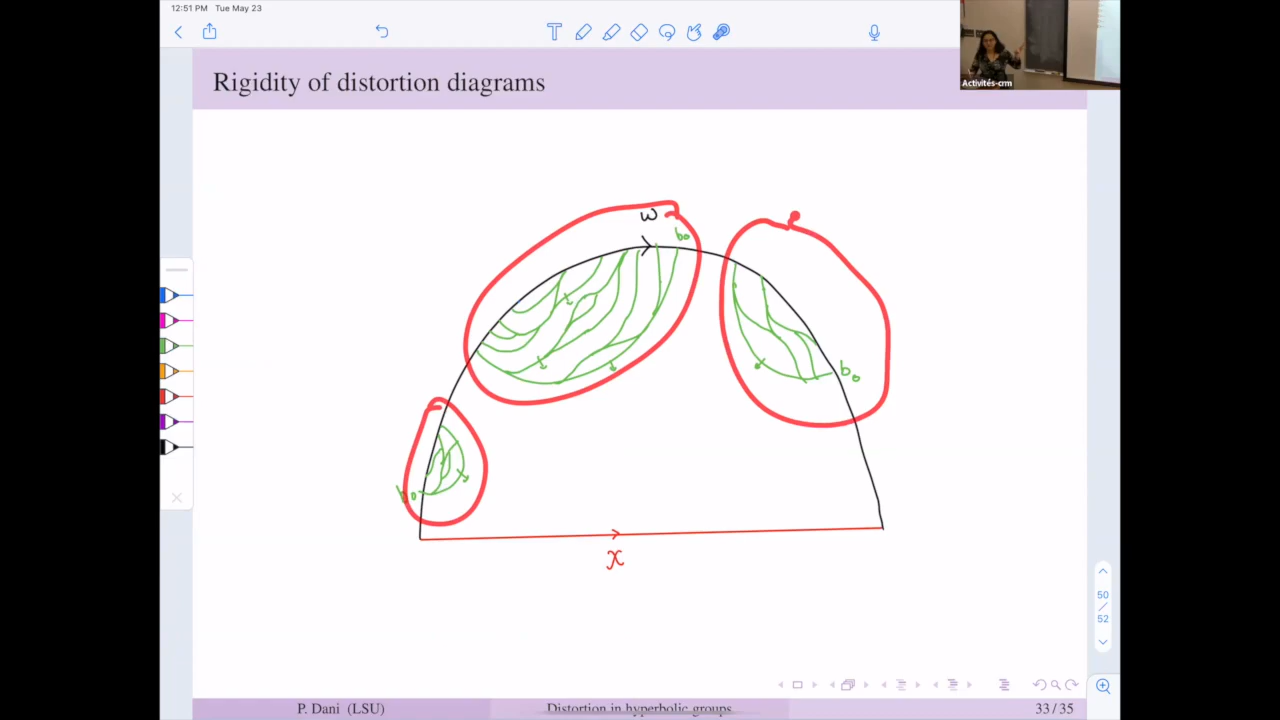 12:51 PM Tue May 23
T
Activités-crm
Rigidity of distortion diagrams
w
b₀
b₀
b₀
x
50
/
52
P. Dani (LSU)
Distortion in hyperbolic groups
33 / 35